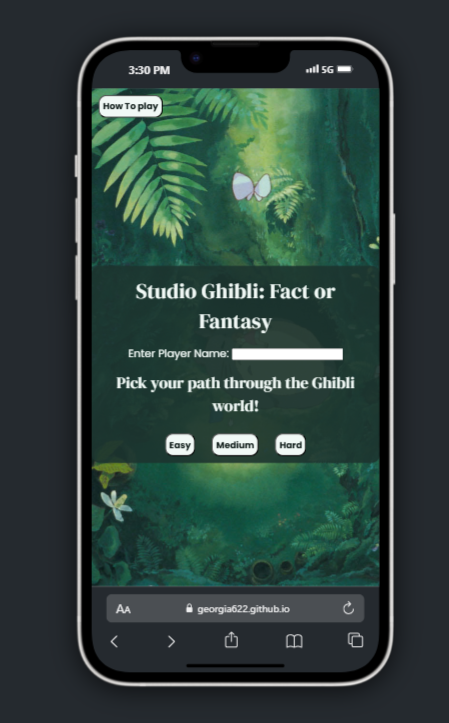 3:30 PM
5G
How To play
Studio Ghibli: Fact or
Fantasy
Enter Player Name:
Pick your path through the Ghibli
world!
Easy Medium Hard
AA georgia622.github.io